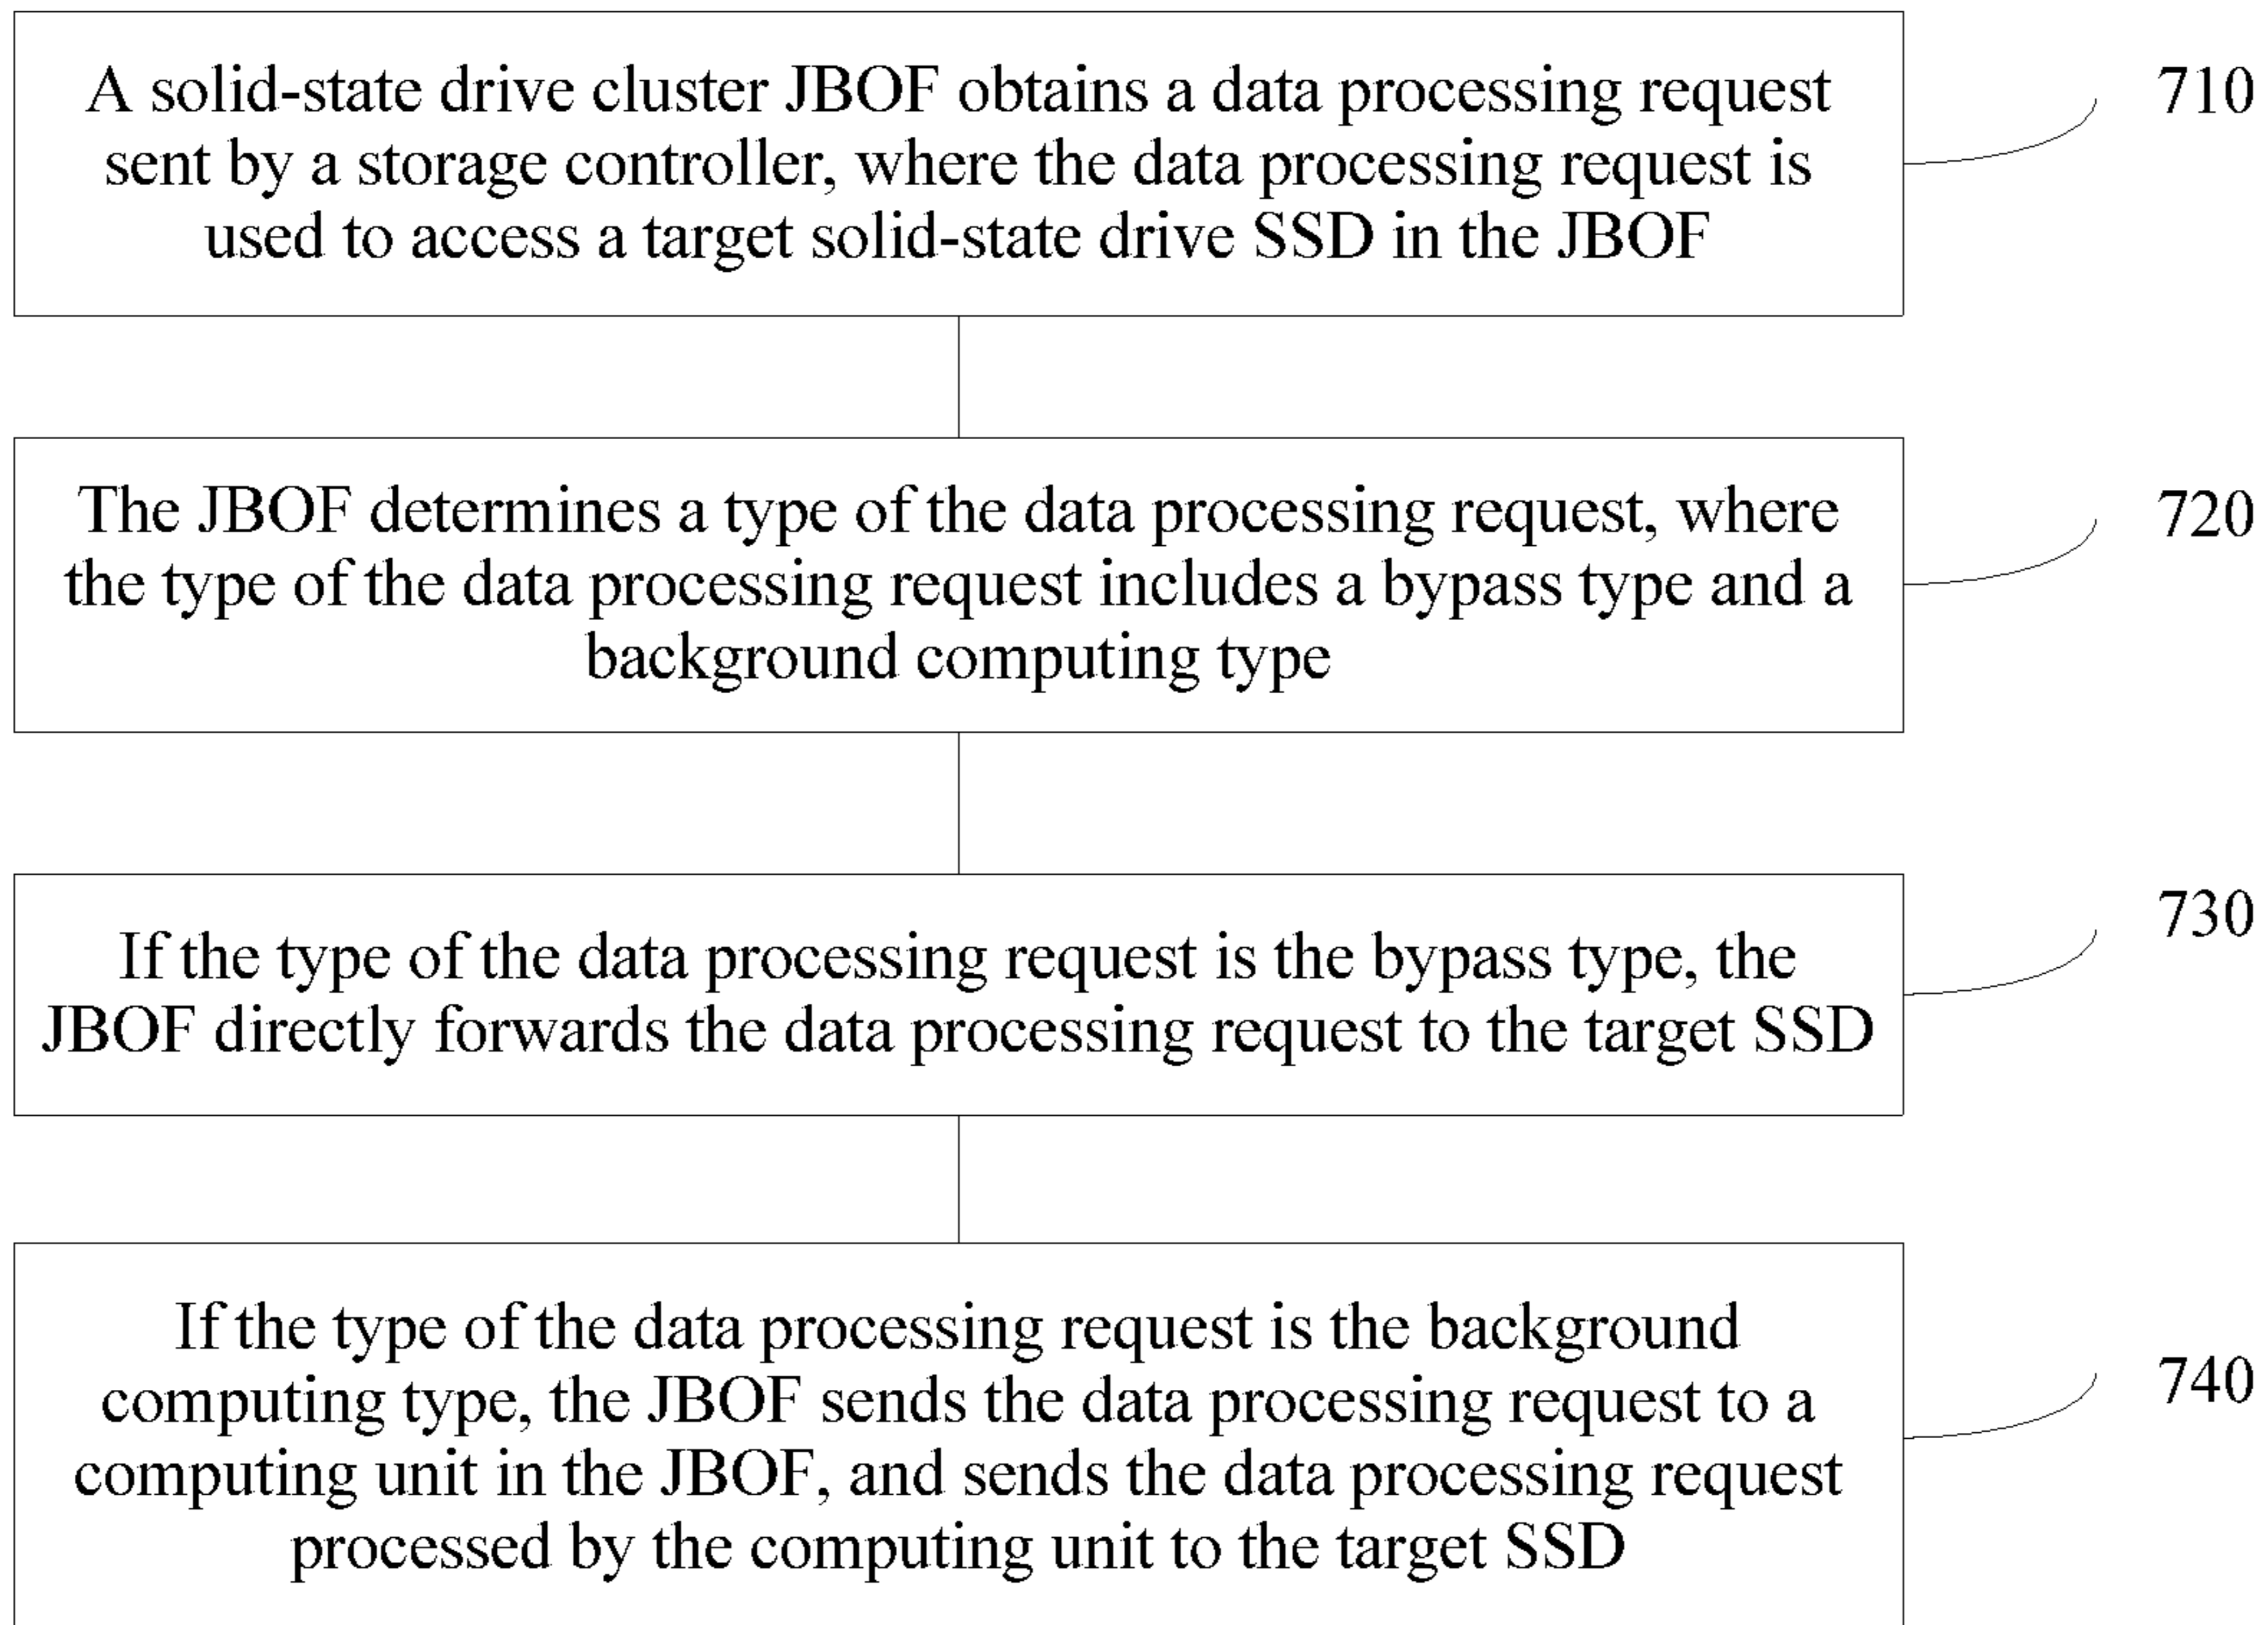 A solid-state drive cluster JBOF obtains a data processing request
sent by a storage controller, where the data processing request is
used to access a target solid-state drive SSD in the JBOF
710
The JBOF determines a type of the data processing request, where
the type of the data processing request includes a bypass type and a
background computing type
720
If the type of the data processing request is the bypass type, the
JBOF directly forwards the data processing request to the target SSD
730
If the type of the data processing request is the background
computing type, the JBOF sends the data processing request to a
computing unit in the JBOF, and sends the data processing request
processed by the computing unit to the target SSD
740